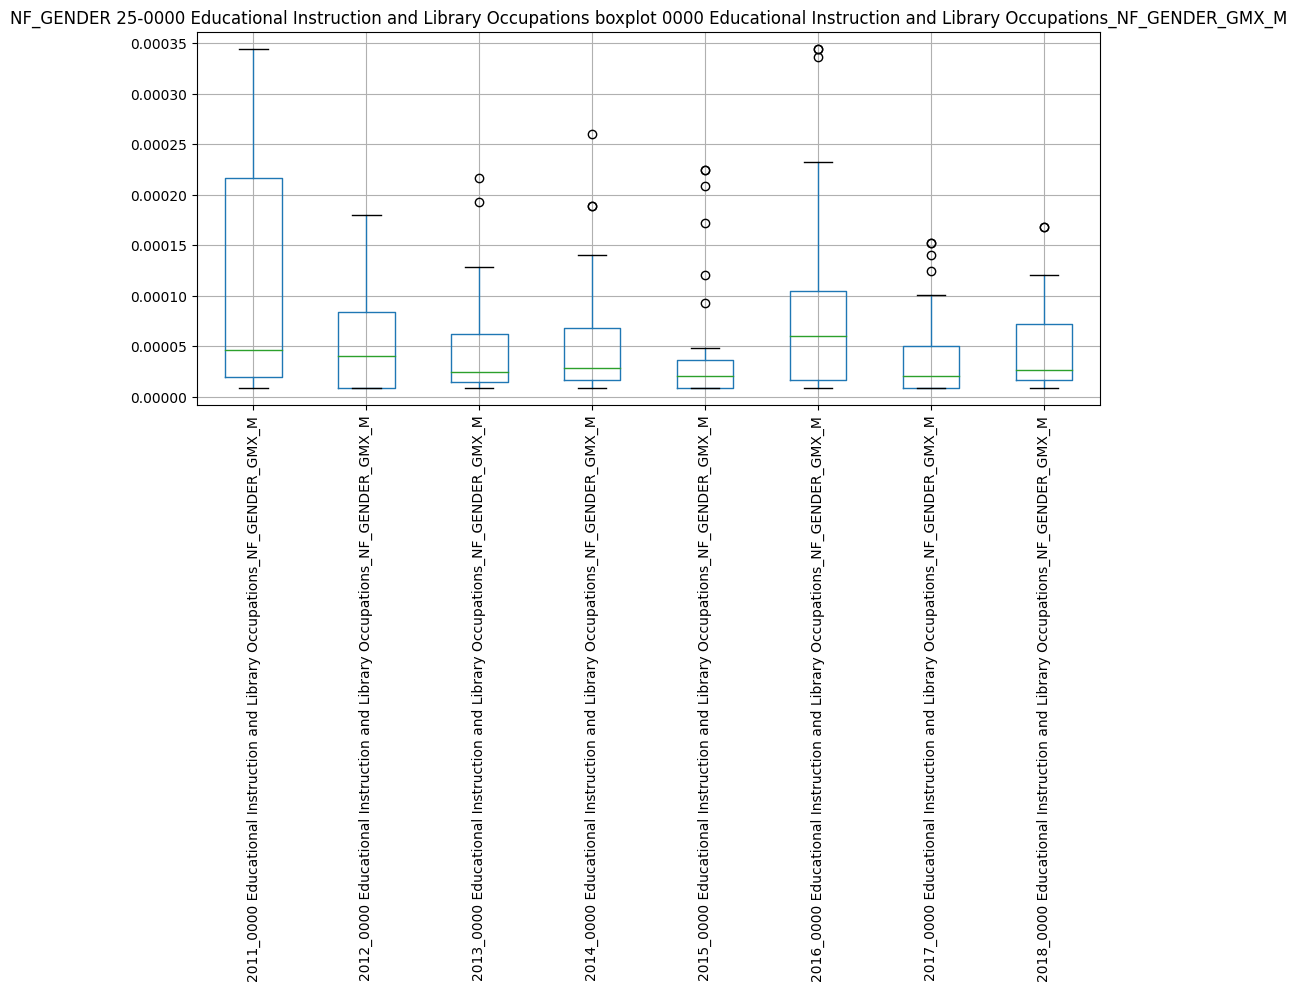 NF_GENDER 25-0000 Educational Instruction and Library Occupations boxplot 0000 Educational Instruction and Library Occupations_NF_GENDER_GMX_M
0.00035
0.00030
0.00025
0.00020
0.00015
0.00010
0.00005
0.00000
2011_0000 Educational Instruction and Library Occupations_NF_GENDER_GMX_M
2012_0000 Educational Instruction and Library Occupations_NF_GENDER_GMX_M
2013_0000 Educational Instruction and Library Occupations_NF_GENDER_GMX_M
2014_0000 Educational Instruction and Library Occupations_NF_GENDER_GMX_M
2015_0000 Educational Instruction and Library Occupations_NF_GENDER_GMX_M
2016_0000 Educational Instruction and Library Occupations_NF_GENDER_GMX_M
2017_0000 Educational Instruction and Library Occupations_NF_GENDER_GMX_M
2018_0000 Educational Instruction and Library Occupations_NF_GENDER_GMX_M